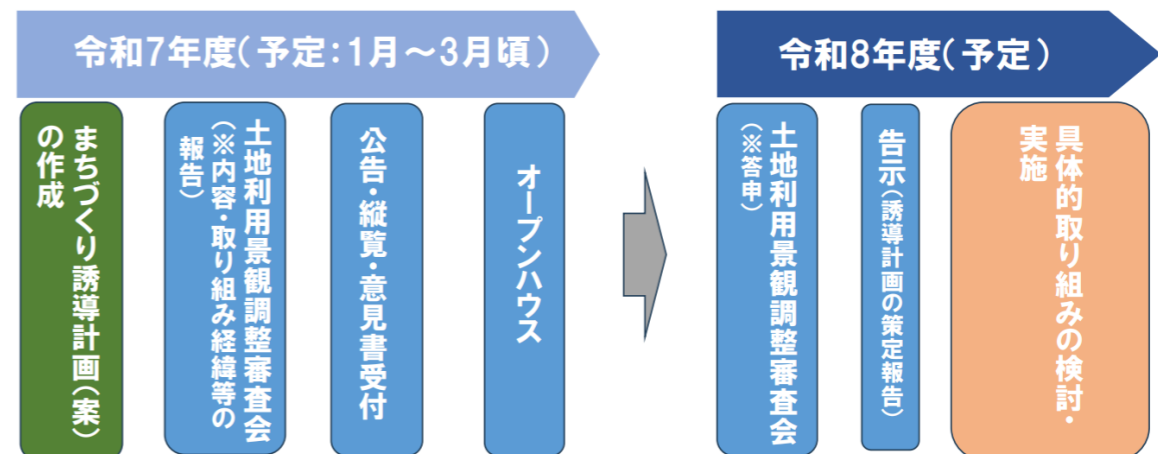 令和7年度(予定:1月~3月頃)
まちづくり誘導計画(案)
の作成
土地利用景観調整審査会
(※内容・取り組み経緯等の
報告)
公告・縦覧・意見書受付
オープンハウス
令和8年度(予定)
土地利用景観調整審査会
(※答申)
告示(誘導計画の策定報告)
具体的取り組みの検討・
実施